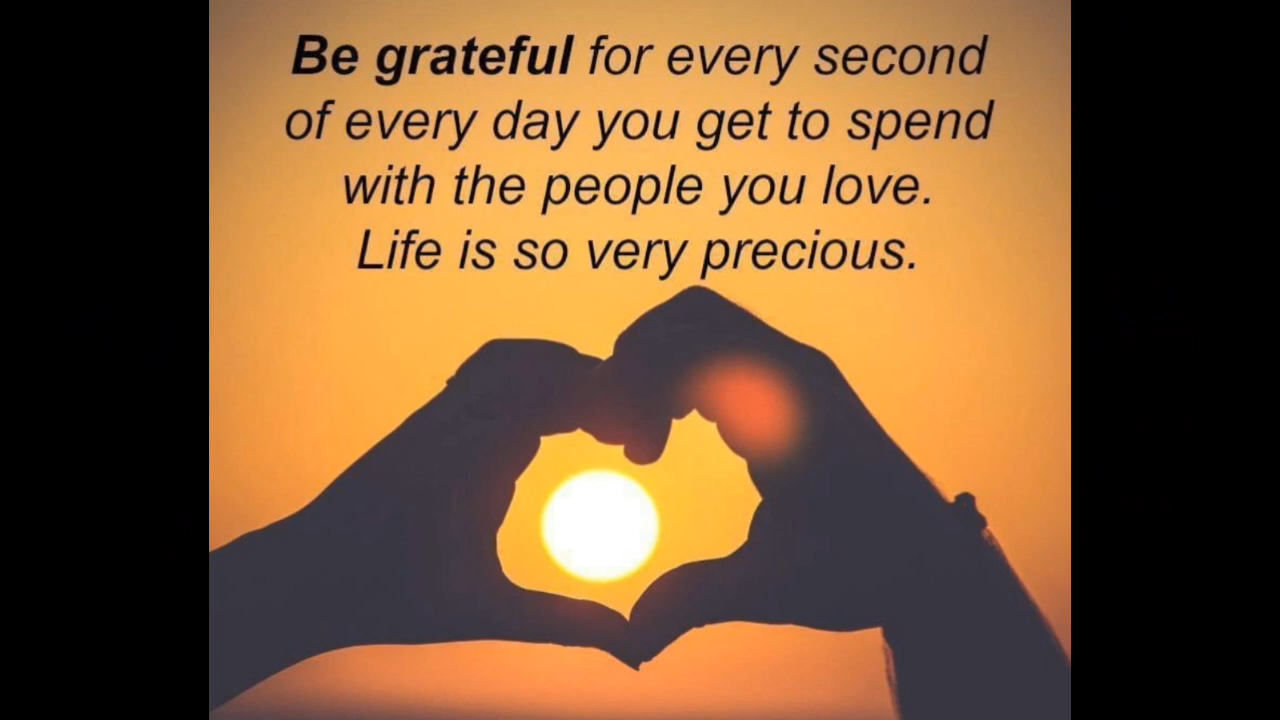 Be grateful for every second
of every day you get to spend
with the people you love.
Life is so very precious.